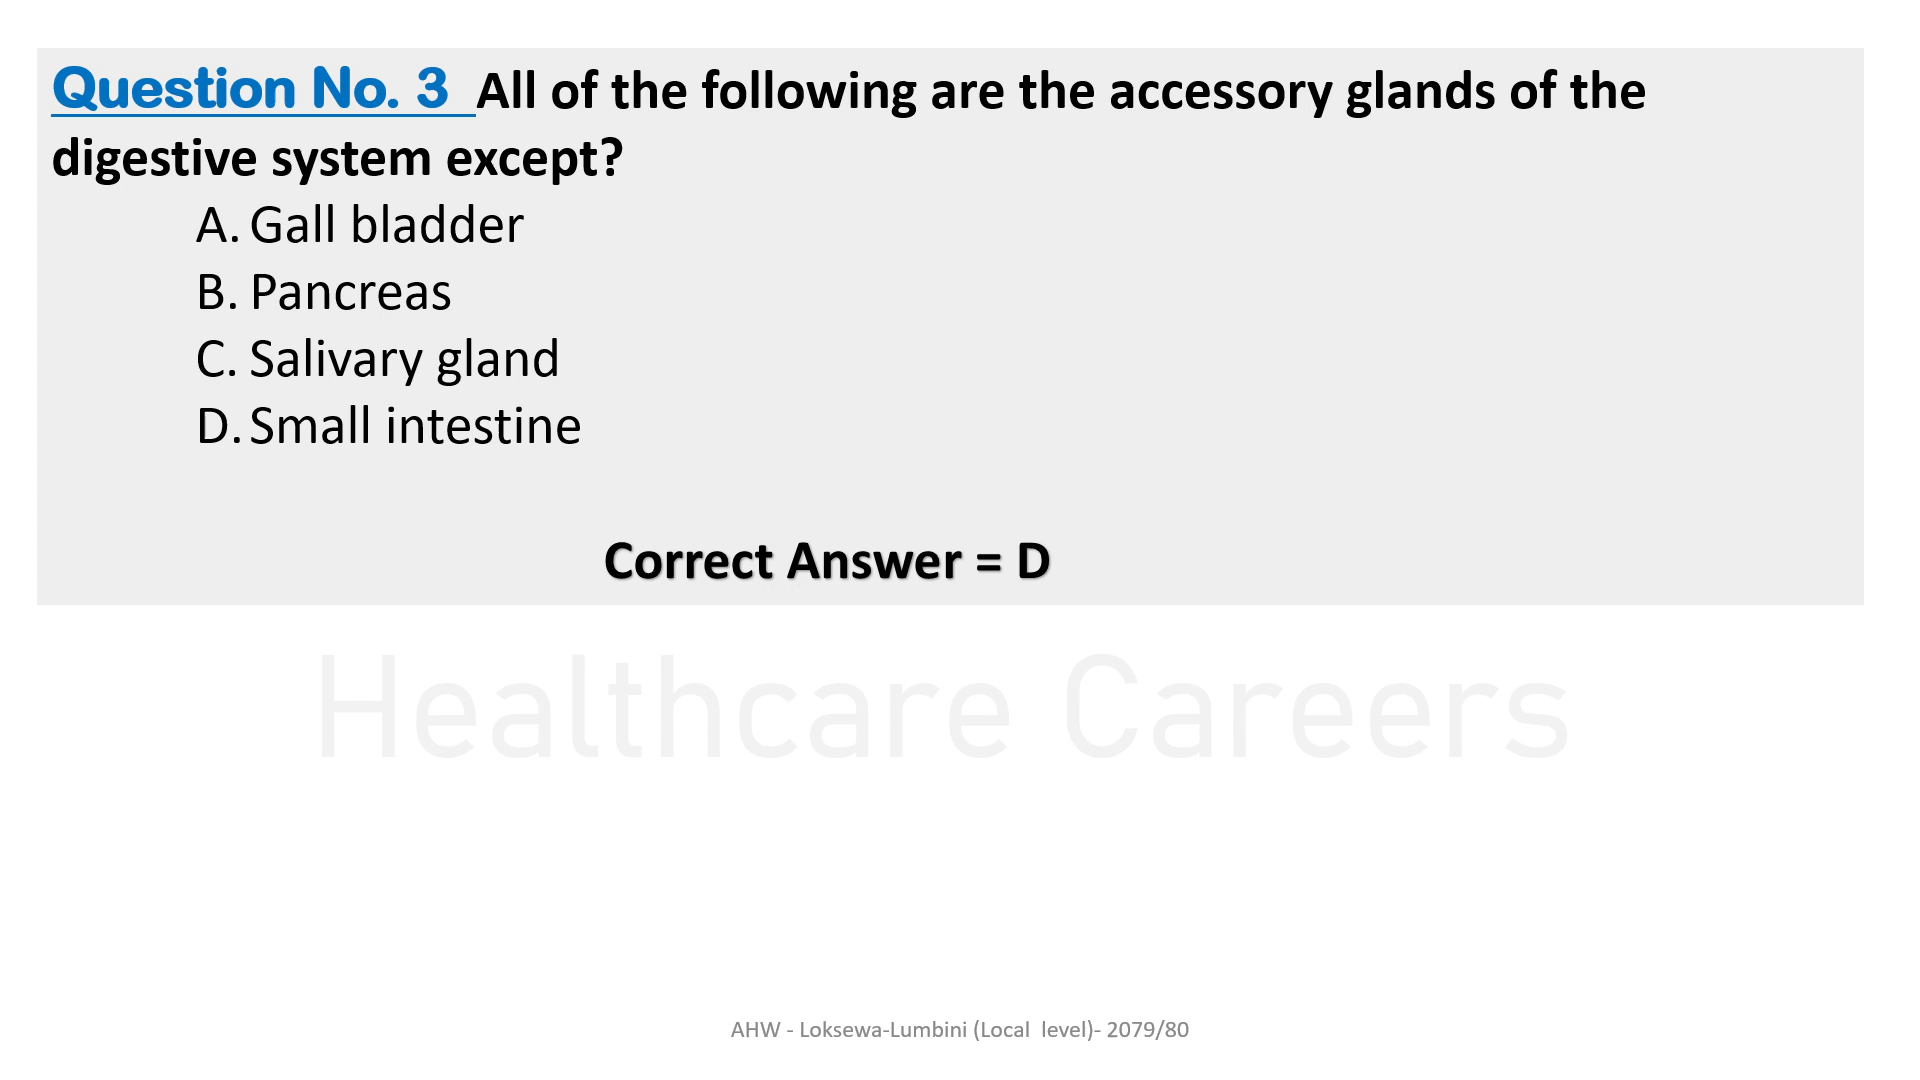 Question No. 3 All of the following are the accessory glands of the
digestive system except?
A. Gall bladder
B. Pancreas
C. Salivary gland
D. Small intestine
Correct Answer = D
Healthcare Careers
AHW - Loksewa-Lumbini (Local level)- 2079/80